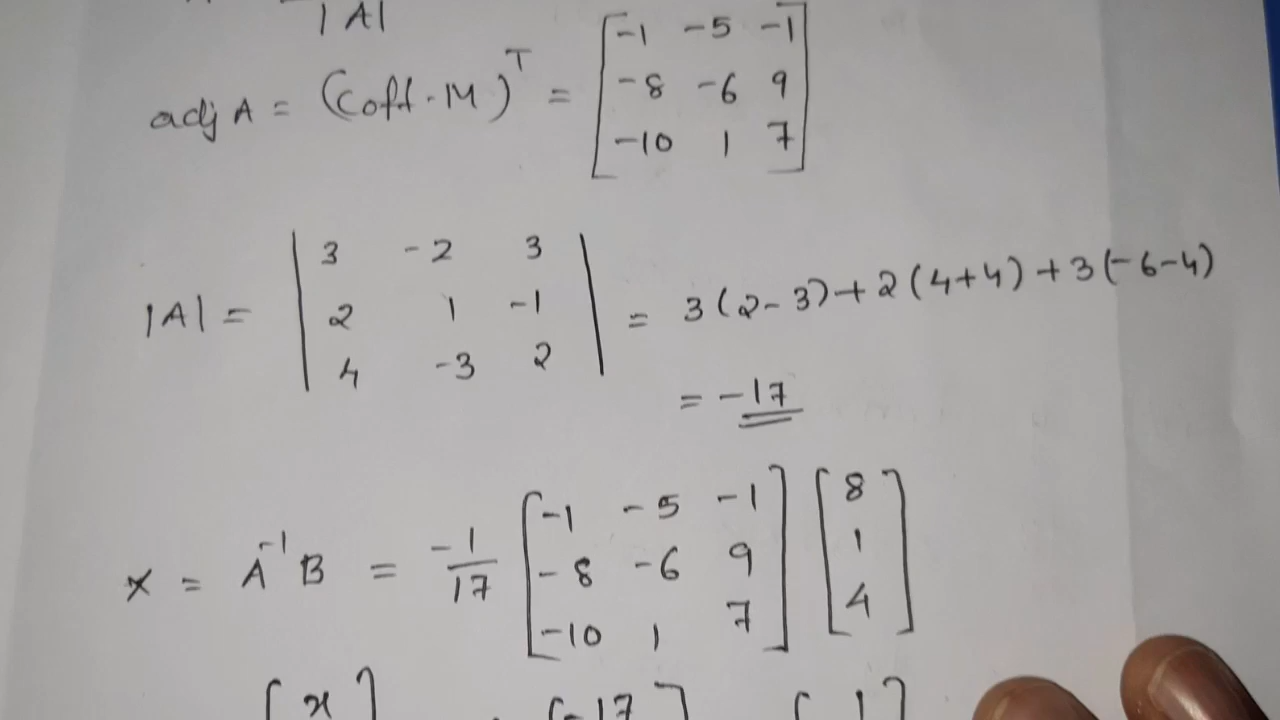 |A|
adj A = (Coff. M)ᵀ = [-1 -5 -1
-8 -6 9
-10 1 7]
|A| = | 3 -2 3
2 1 -1
4 -3 2 | = 3(2-3)+2(4+4)+3(-6-4)
= -17
X = A⁻¹B = -1/17 [-1 -5 -1
-8 -6 9
-10 1 7] [8
1
4]
[x] [-17] [1]